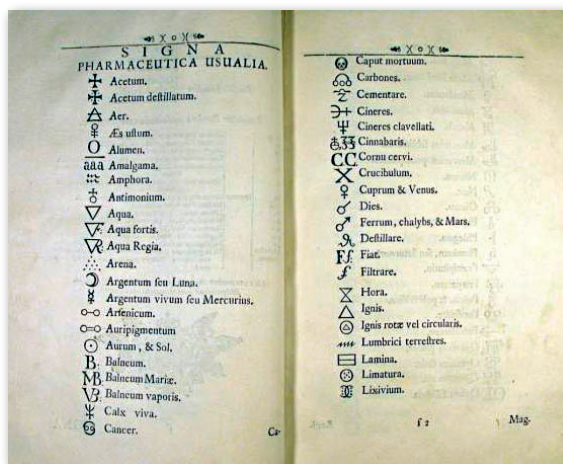 SIGNA
PHARMACEUTICA USUALIA.
Acetum.
Acetum destillatum.
Aer.
Æs ustum.
Alumen.
aaa Amalgama.
Amphora.
Antimonium.
Aqua.
Aqua fortis.
Aqua Regia.
Arena.
Argentum seu Luna.
Argentum vivum seu Mercurius.
Arsenicum.
Auripigmentum
Aurum, & Sol.
B. Balneum.
MB. Balneum Mariæ.
VB. Balneum vaporis.
Calx viva.
Cancer.
Ca-
Caput mortuum.
Carbones.
Cementare.
Cineres.
Cineres clavellati.
Cinnabaris.
CC. Cornu cervi.
Crucibulum.
Cuprum & Venus.
Dies.
Ferrum, chalybs, & Mars.
Destillare.
Ff. Fiat.
f Filtrare.
Hora.
Ignis.
Ignis rotæ vel circularis.
Lumbrici terrestres.
Lamina.
Limatura.
Lixivium.
f 2 Mag.